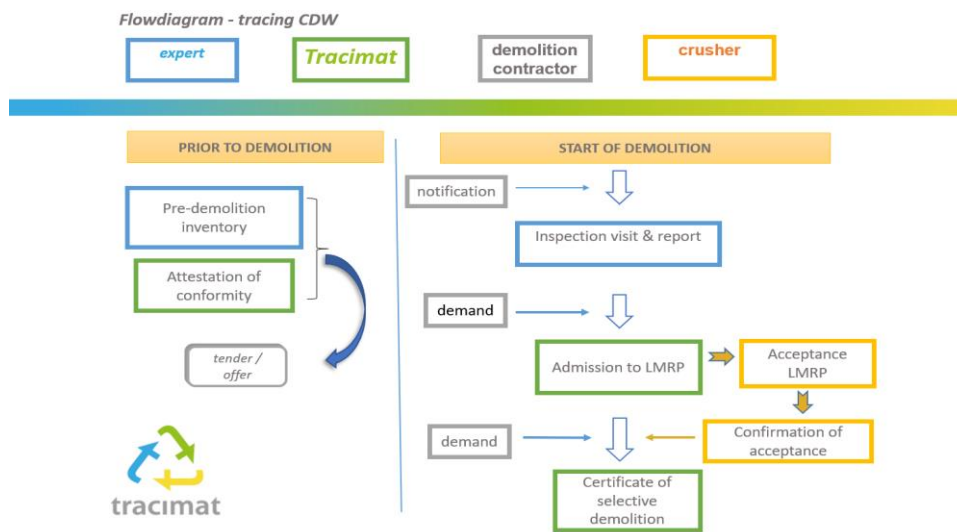 Flowdiagram - tracing CDW
expert
Tracimat
demolition
contractor
crusher
PRIOR TO DEMOLITION
START OF DEMOLITION
Pre-demolition
inventory
Attestation of
conformity
tender /
offer
notification
Inspection visit & report
demand
Admission to LMRP
Acceptance
LMRP
demand
Confirmation of
acceptance
Certificate of
selective
demolition
tracimat